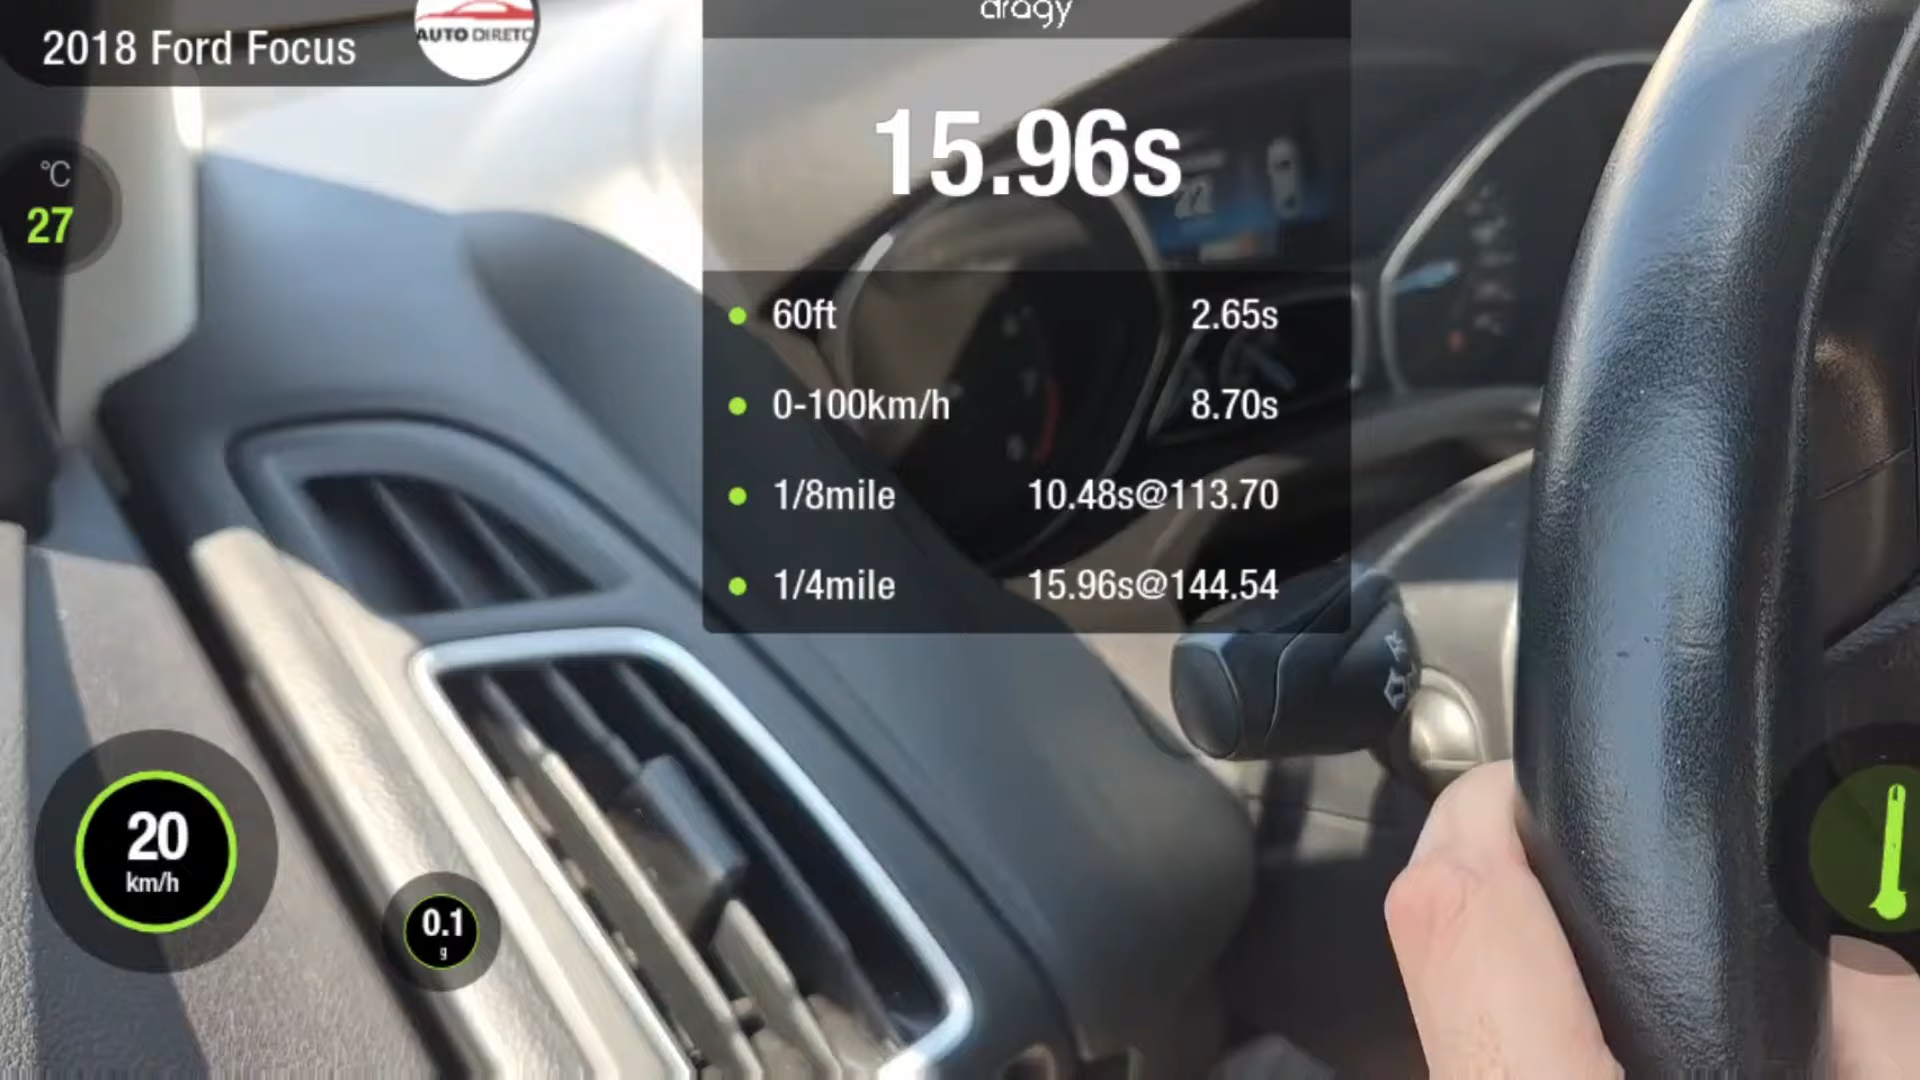 2018 Ford Focus
AUTO DIRETO
dragy
°C
27
15.96s
22
60ft 2.65s
0-100km/h 8.70s
1/8mile 10.48s@113.70
1/4mile 15.96s@144.54
20
km/h
0.1
g